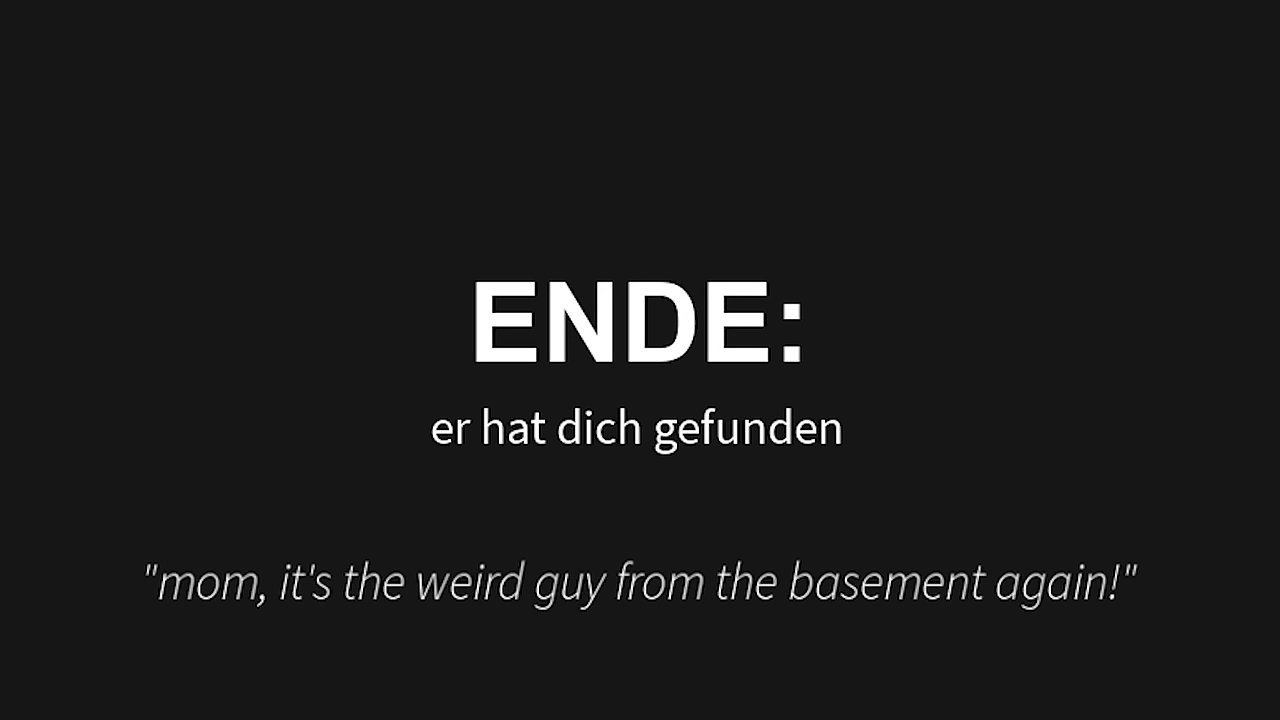 ENDE:
er hat dich gefunden
"mom, it's the weird guy from the basement again!"